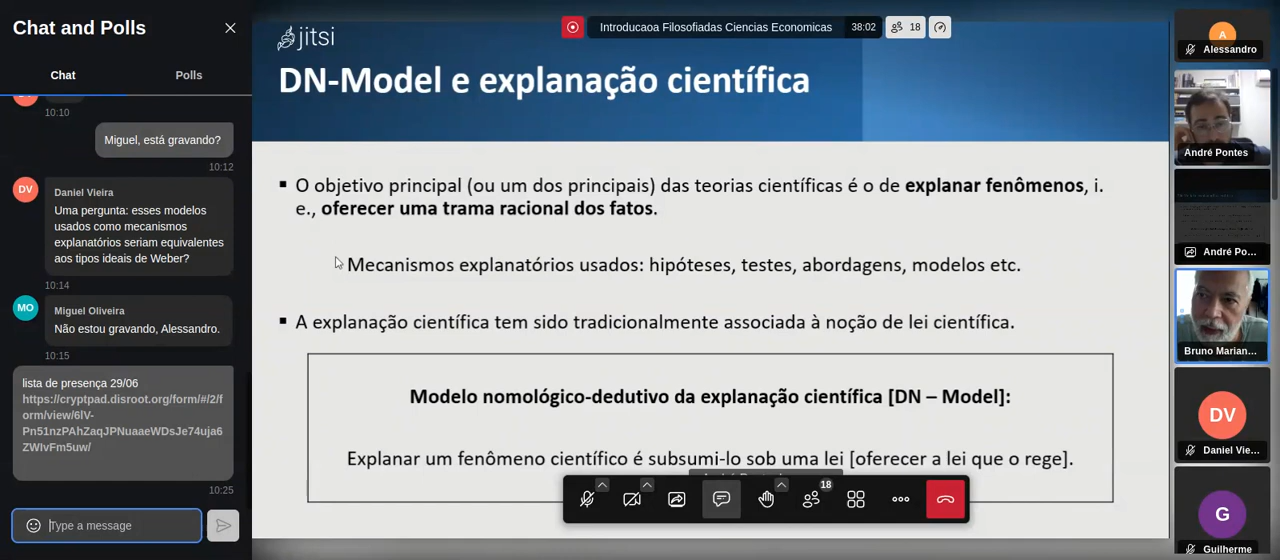 Chat and Polls
Chat
Polls
10:10
Miguel, está gravando?
10:12
DV
Daniel Vieira
Uma pergunta: esses modelos
usados como mecanismos
explanatórios seriam equivalentes
aos tipos ideais de Weber?
10:14
MO
Miguel Oliveira
Não estou gravando, Alessandro.
10:15
lista de presença 29/06
https://cryptpad.disroot.org/form/#/2/f
orm/view/6lV-
Pn51nzPAhZaqJPNuaaeWDsJe74uja6
ZWIvFm5uw/
10:25
Type a message
jitsi
Introducaoa Filosofiadas Ciencias Economicas
38:02
18
DN-Model e explanação científica
▪ O objetivo principal (ou um dos principais) das teorias científicas é o de explanar fenômenos, i.
e., oferecer uma trama racional dos fatos.
Mecanismos explanatórios usados: hipóteses, testes, abordagens, modelos etc.
▪ A explanação científica tem sido tradicionalmente associada à noção de lei científica.
Modelo nomológico-dedutivo da explanação científica [DN – Model]:
Explanar um fenômeno científico é subsumi-lo sob uma lei [oferecer a lei que o rege].
18
A
Alessandro
André Pontes
André Po...
Bruno Marian...
DV
Daniel Vie...
G
Guilherme